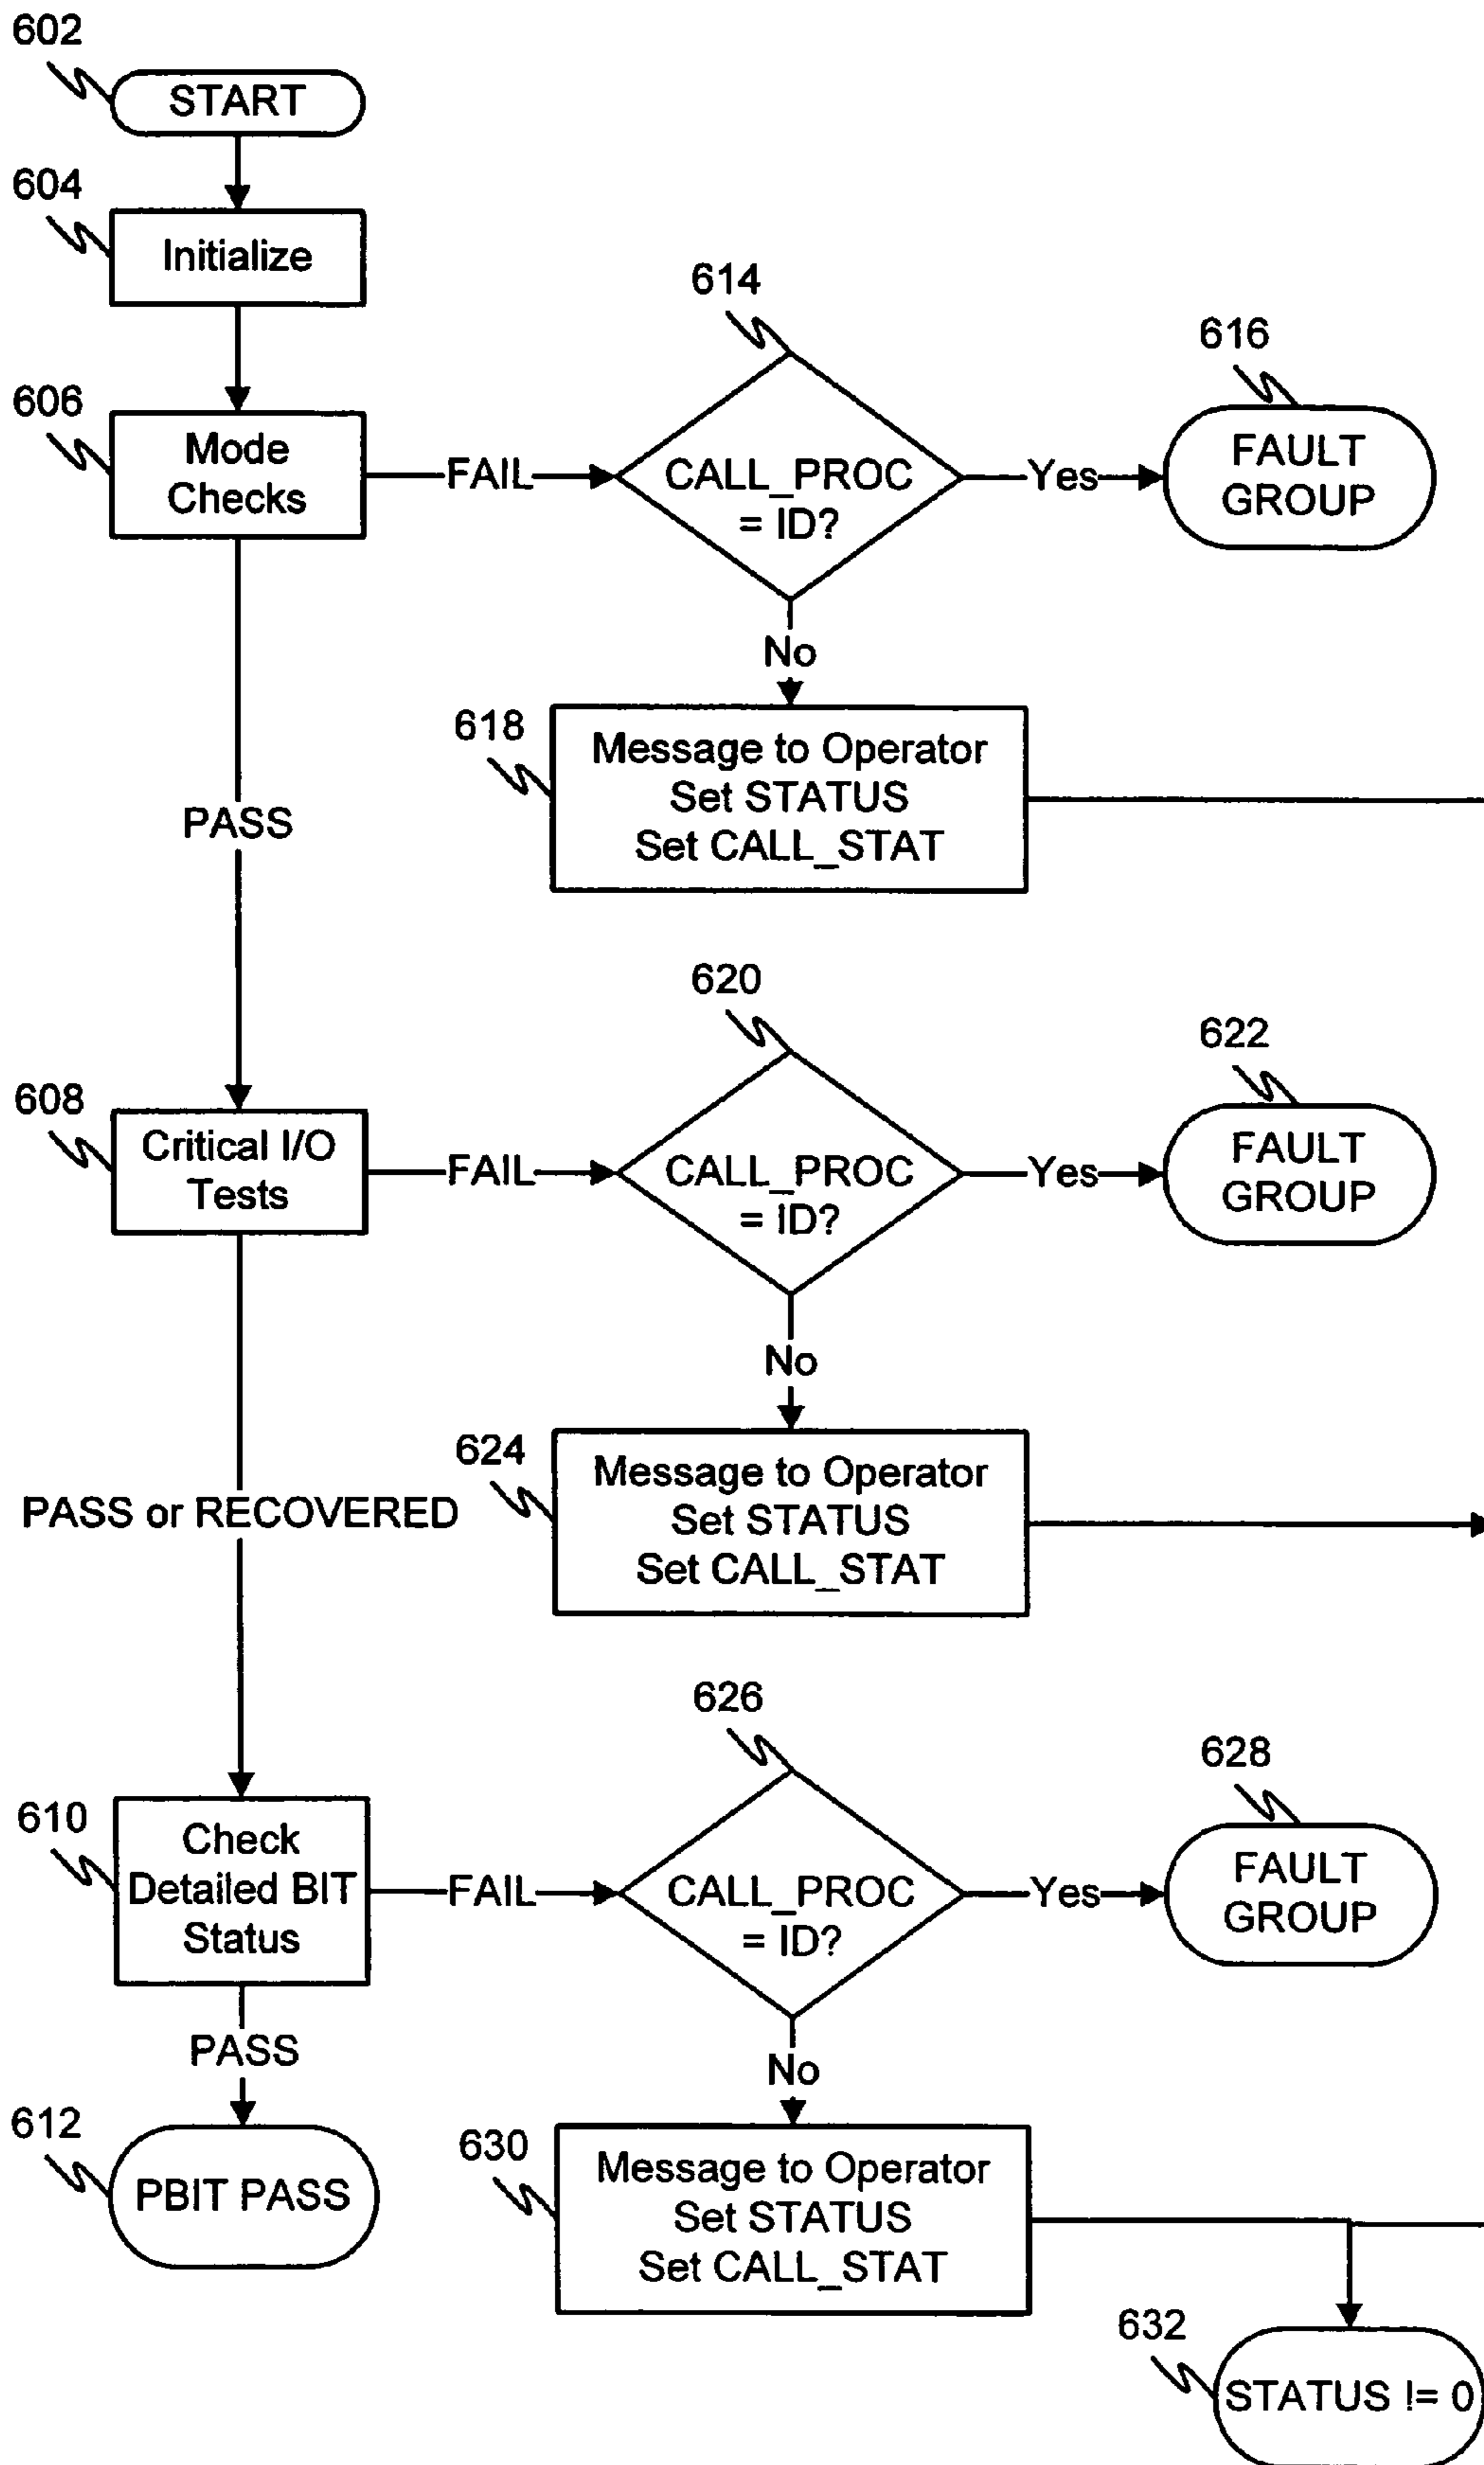 602
START
604
Initialize
614
616
606
Mode
Checks
FAIL
CALL_PROC
= ID?
Yes
FAULT
GROUP
No
618
Message to Operator
Set STATUS
Set CALL_STAT
PASS
620
622
608
Critical I/O
Tests
FAIL
CALL_PROC
= ID?
Yes
FAULT
GROUP
No
624
Message to Operator
Set STATUS
Set CALL_STAT
PASS or RECOVERED
626
628
610
Check
Detailed BIT
Status
FAIL
CALL_PROC
= ID?
Yes
FAULT
GROUP
PASS
No
612
PBIT PASS
630
Message to Operator
Set STATUS
Set CALL_STAT
632
STATUS != 0